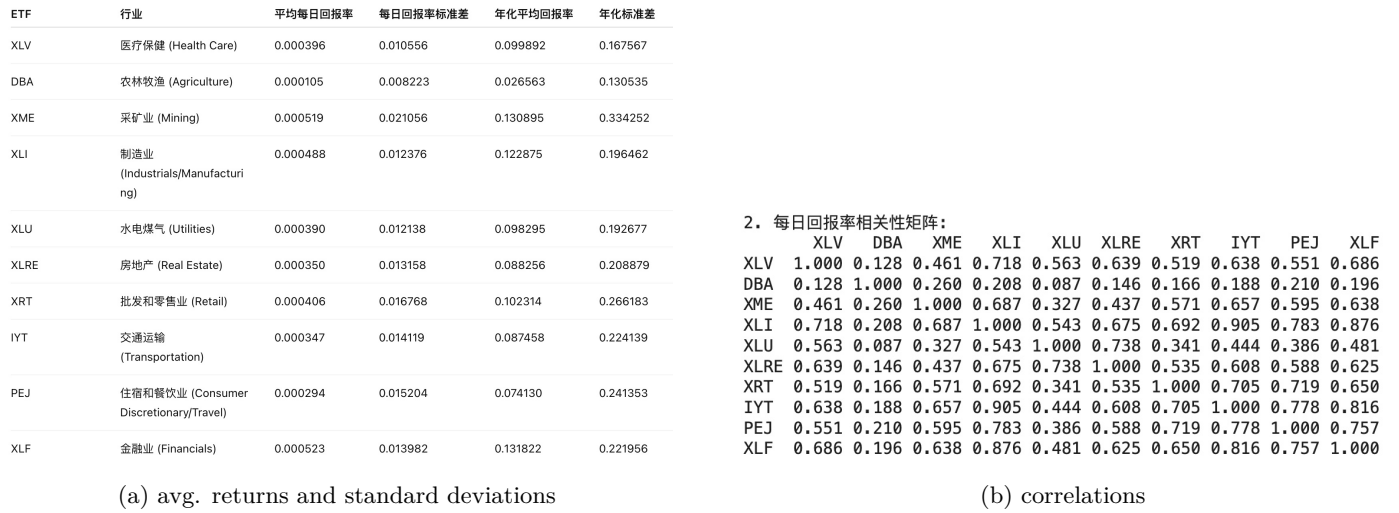 ETF 行业 平均每日回报率 每日回报率标准差 年化平均回报率 年化标准差
XLV 医疗保健 (Health Care) 0.000396 0.010556 0.099892 0.167567
DBA 农林牧渔 (Agriculture) 0.000105 0.008223 0.026563 0.130535
XME 采矿业 (Mining) 0.000519 0.021056 0.130895 0.334252
XLI 制造业 0.000488 0.012376 0.122875 0.196462
(Industrials/Manufacturi
ng)
XLU 水电煤气 (Utilities) 0.000390 0.012138 0.098295 0.192677
XLRE 房地产 (Real Estate) 0.000350 0.013158 0.088256 0.208879
XRT 批发和零售业 (Retail) 0.000406 0.016768 0.102314 0.266183
IYT 交通运输 0.000347 0.014119 0.087458 0.224139
(Transportation)
PEJ 住宿和餐饮业 (Consumer 0.000294 0.015204 0.074130 0.241353
Discretionary/Travel)
XLF 金融业 (Financials) 0.000523 0.013982 0.131822 0.221956
(a) avg. returns and standard deviations
2. 每日回报率相关性矩阵:
XLV DBA XME XLI XLU XLRE XRT IYT PEJ XLF
XLV 1.000 0.128 0.461 0.718 0.563 0.639 0.519 0.638 0.551 0.686
DBA 0.128 1.000 0.260 0.208 0.087 0.146 0.166 0.188 0.210 0.196
XME 0.461 0.260 1.000 0.687 0.327 0.437 0.571 0.657 0.595 0.638
XLI 0.718 0.208 0.687 1.000 0.543 0.675 0.692 0.905 0.783 0.876
XLU 0.563 0.087 0.327 0.543 1.000 0.738 0.341 0.444 0.386 0.481
XLRE 0.639 0.146 0.437 0.675 0.738 1.000 0.535 0.608 0.588 0.625
XRT 0.519 0.166 0.571 0.692 0.341 0.535 1.000 0.705 0.719 0.650
IYT 0.638 0.188 0.657 0.905 0.444 0.608 0.705 1.000 0.778 0.816
PEJ 0.551 0.210 0.595 0.783 0.386 0.588 0.719 0.778 1.000 0.757
XLF 0.686 0.196 0.638 0.876 0.481 0.625 0.650 0.816 0.757 1.000
(b) correlations